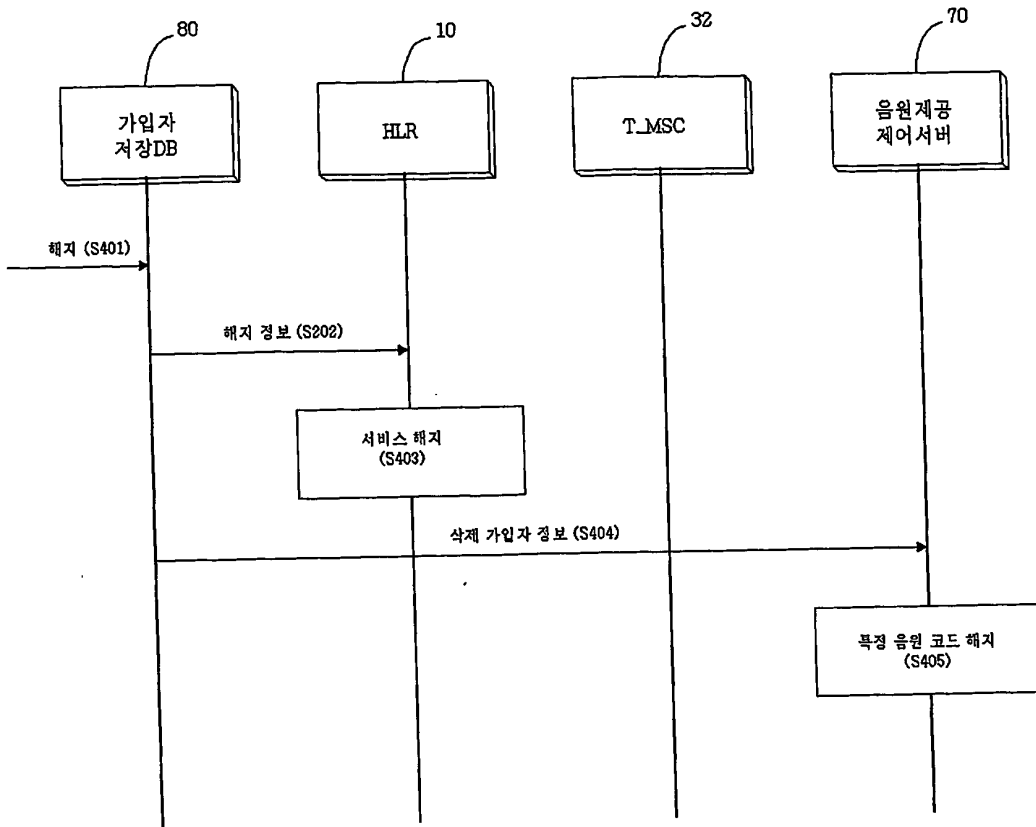 80
10
32
70
가입자
저장DB
HLR
T_MSC
음원제공
제어서버
해지 (S401)
해지 정보 (S202)
서비스 해지
(S403)
삭제 가입자 정보 (S404)
특정 음원 코드 해지
(S405)